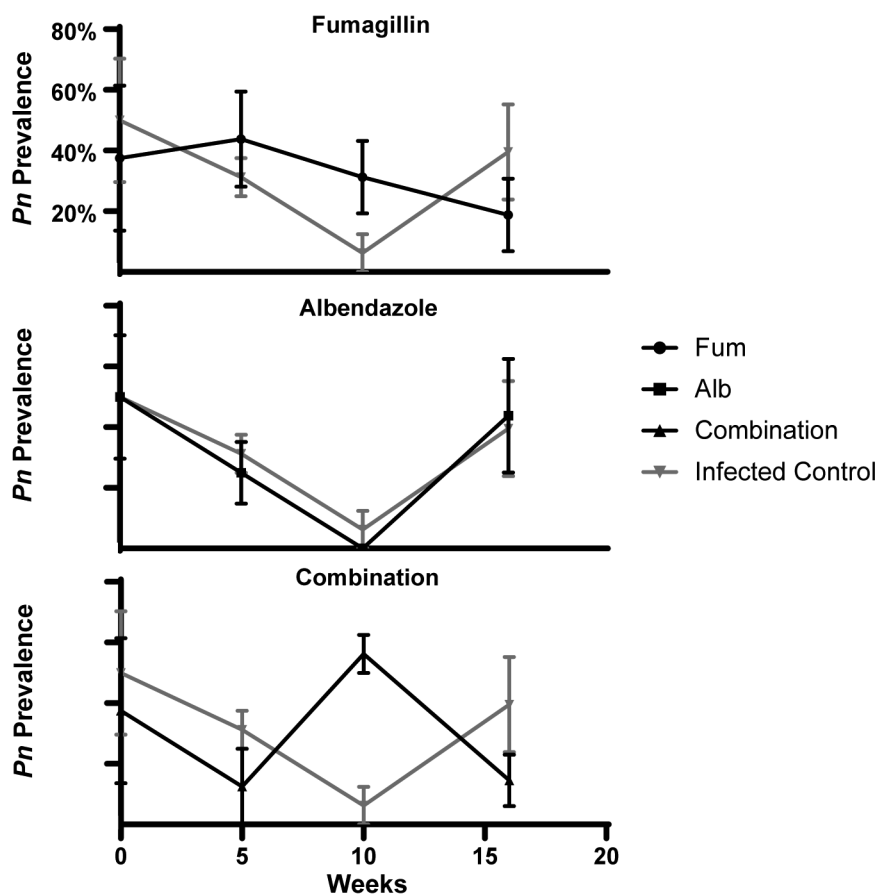 Fumagillin
80%
60%
40%
20%
Pn Prevalence
Albendazole
Pn Prevalence
Fum
Alb
Combination
Infected Control
Combination
Pn Prevalence
0 5 10 15 20
Weeks